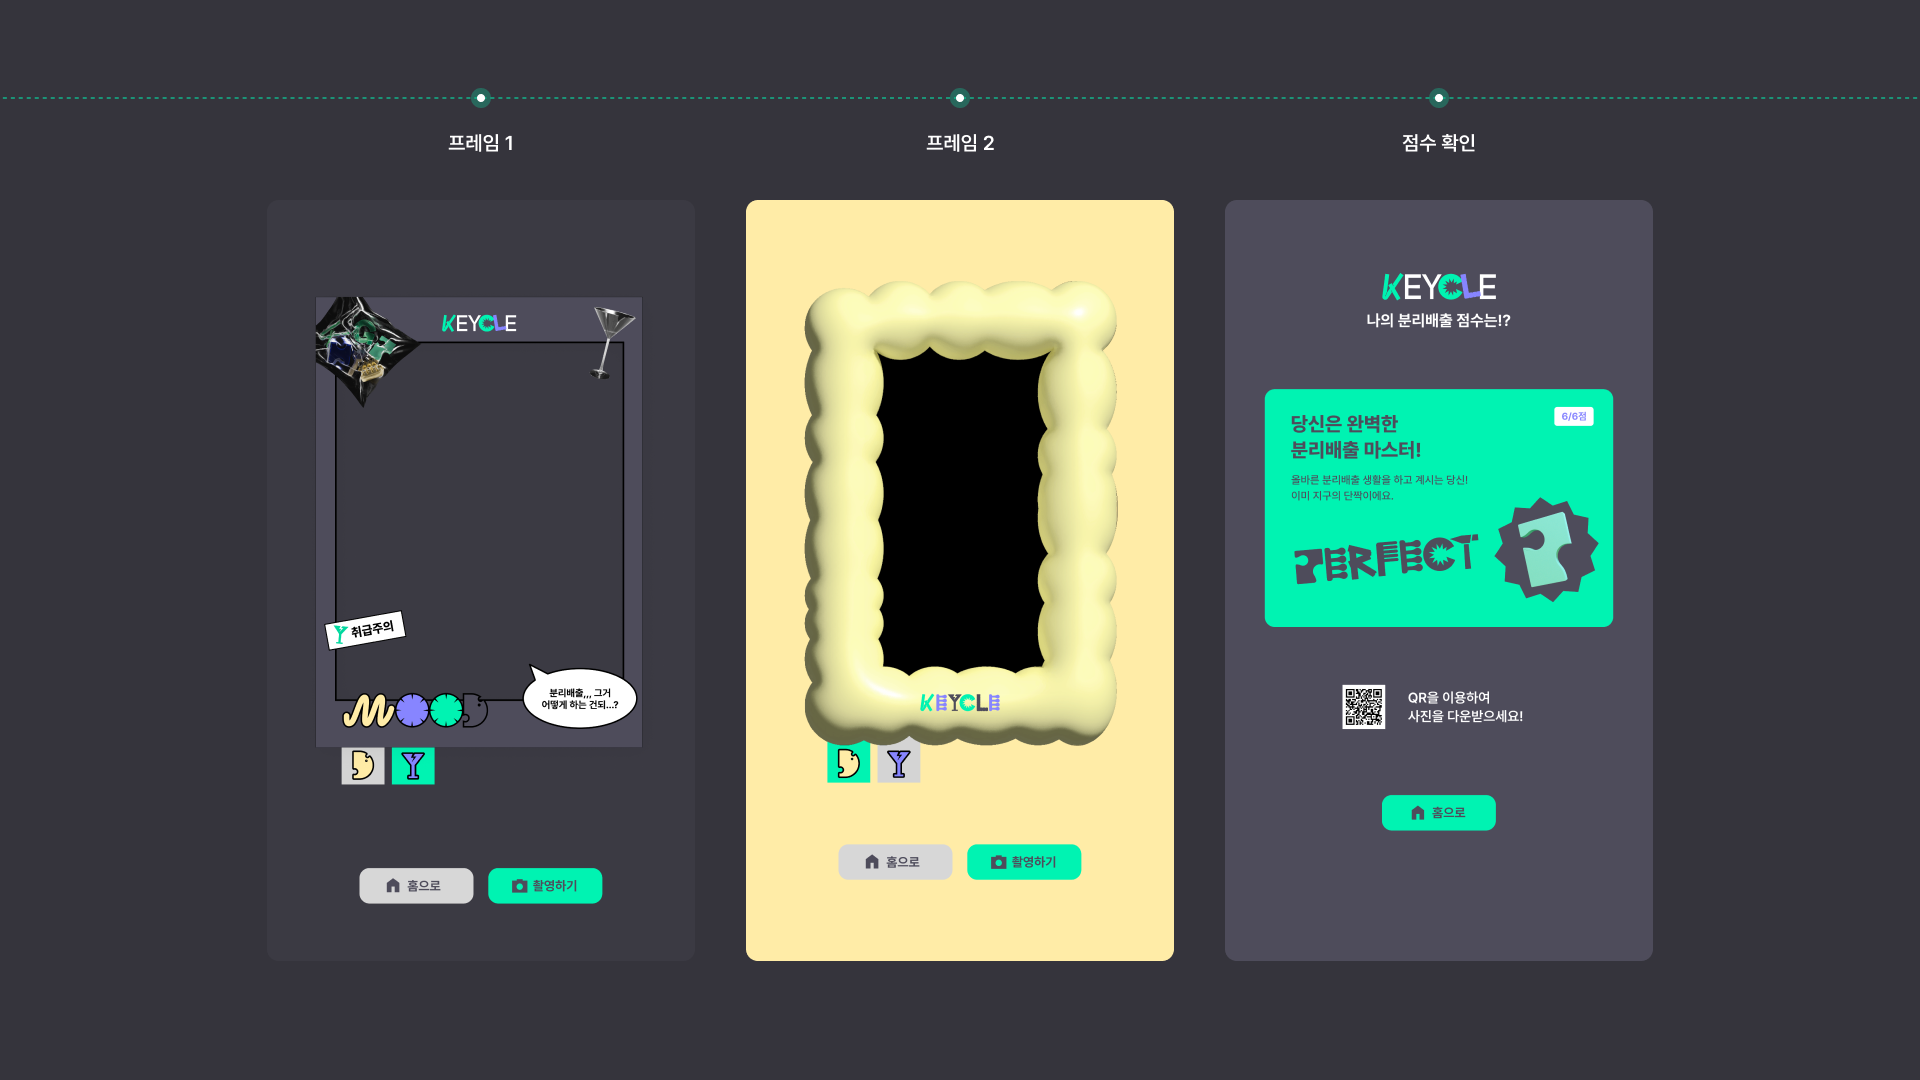 프레임 1
프레임 2
점수 확인
KEYCLE
취급주의
MOOD
분리배출,,, 그거
어떻게 하는 건되...?
D
Y
홈으로
촬영하기
KEYCLE
D
Y
홈으로
촬영하기
KEYCLE
나의 분리배출 점수는!?
당신은 완벽한
분리배출 마스터!
6/6점
올바른 분리배출 생활을 하고 계시는 당신!
이미 지구의 단짝이에요.
PERFECT
QR을 이용하여
사진을 다운받으세요!
홈으로